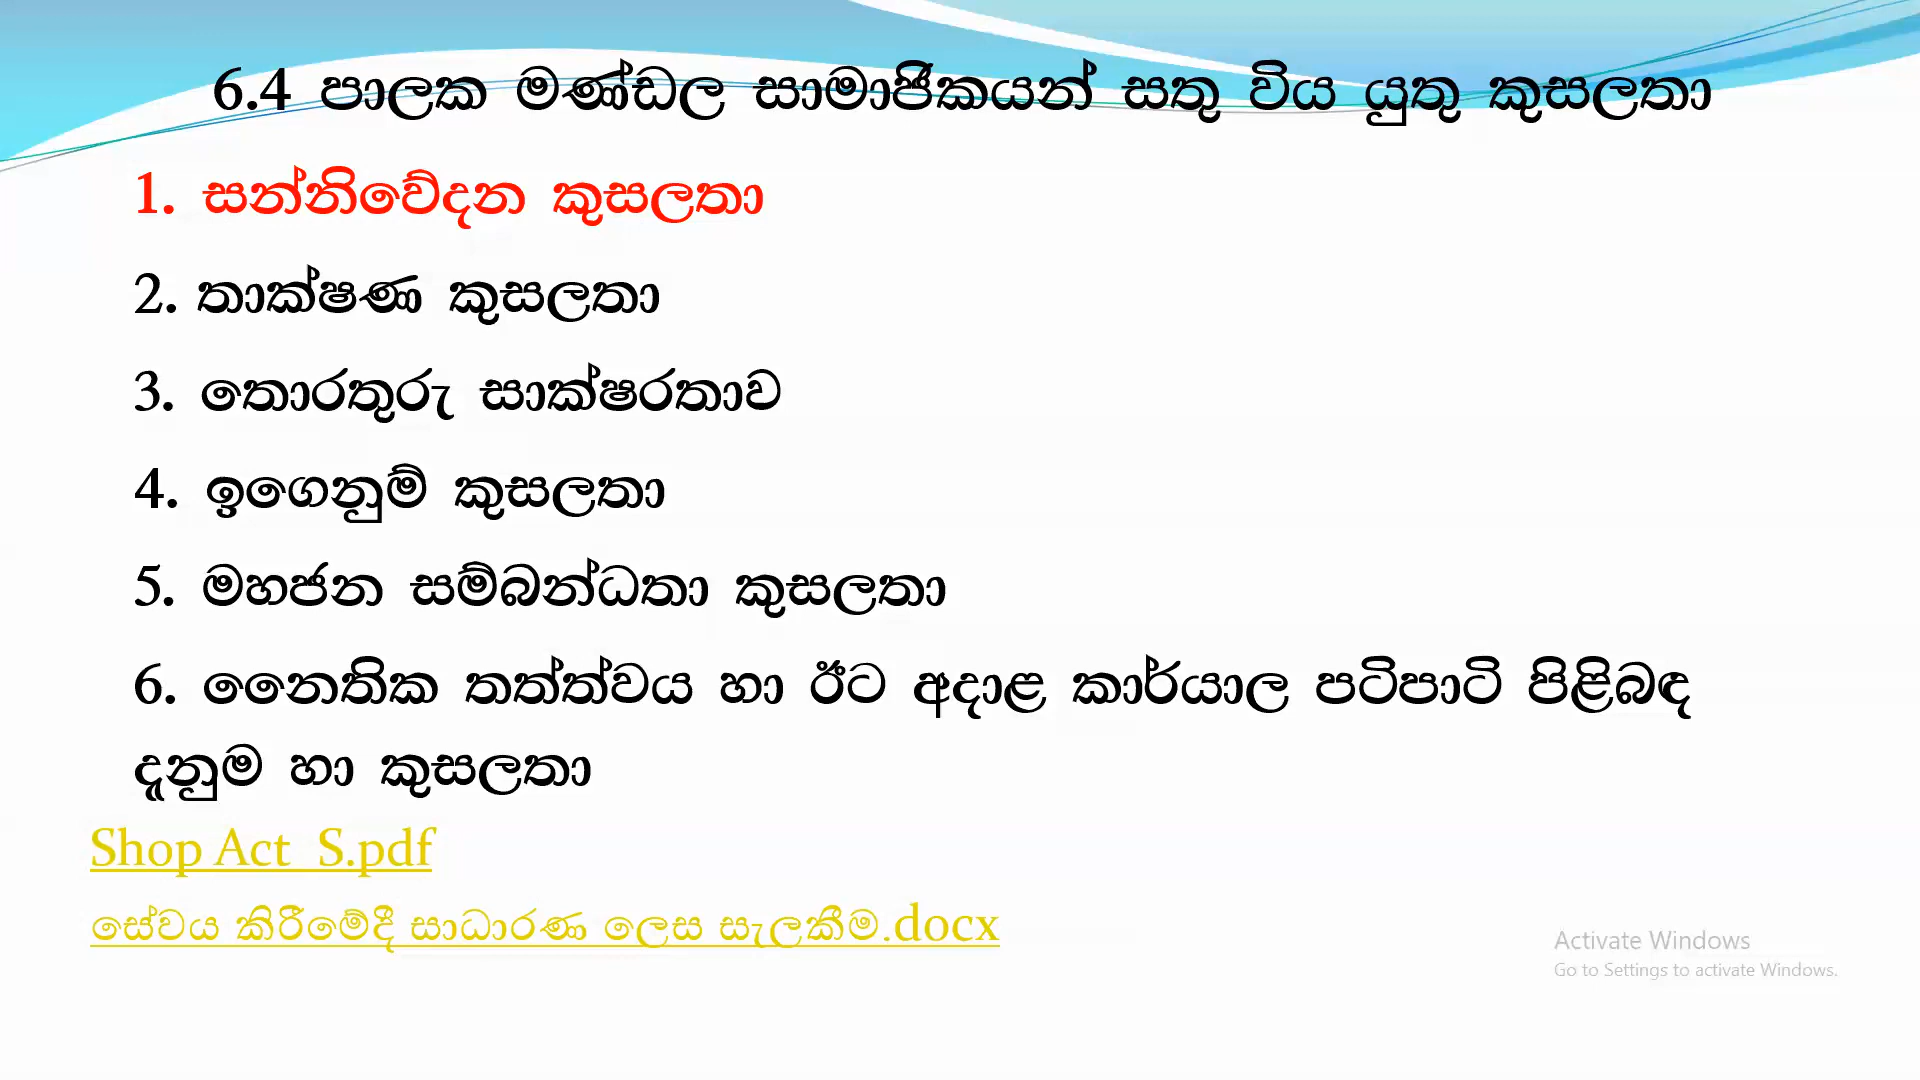 6.4 පාලක මණ්ඩල සාමාජිකයන් සතු විය යුතු කුසලතා
1. සන්නිවේදන කුසලතා
2. තාක්ෂණ කුසලතා
3. තොරතුරු සාක්ෂරතාව
4. ඉගෙනුම් කුසලතා
5. මහජන සම්බන්ධතා කුසලතා
6. නෛතික තත්ත්වය හා ඊට අදාළ කාර්යාල පටිපාටි පිළිබඳ
දැනුම හා කුසලතා
Shop Act_S.pdf
සේවය කිරීමේදී සාධාරණ ලෙස සැලකීම.docx
Activate Windows
Go to Settings to activate Windows.